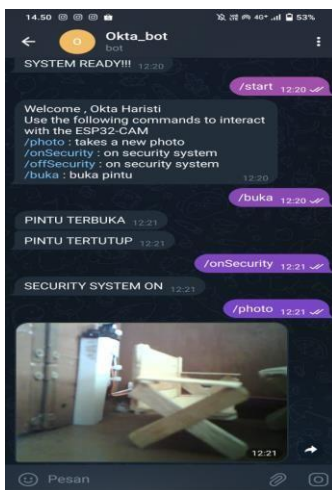 14.50
4G+
53%
Okta_bot
bot
SYSTEM READY!!! 12:20
/start 12:20
Welcome , Okta Haristi
Use the following commands to interact
with the ESP32-CAM
/photo : takes a new photo
/onSecurity : on security system
/offSecurity : on security system
/buka : buka pintu
12:20
/buka 12:20
PINTU TERBUKA 12:21
PINTU TERTUTUP 12:21
/onSecurity 12:21
SECURITY SYSTEM ON 12:21
/photo 12:21
12:21
Pesan